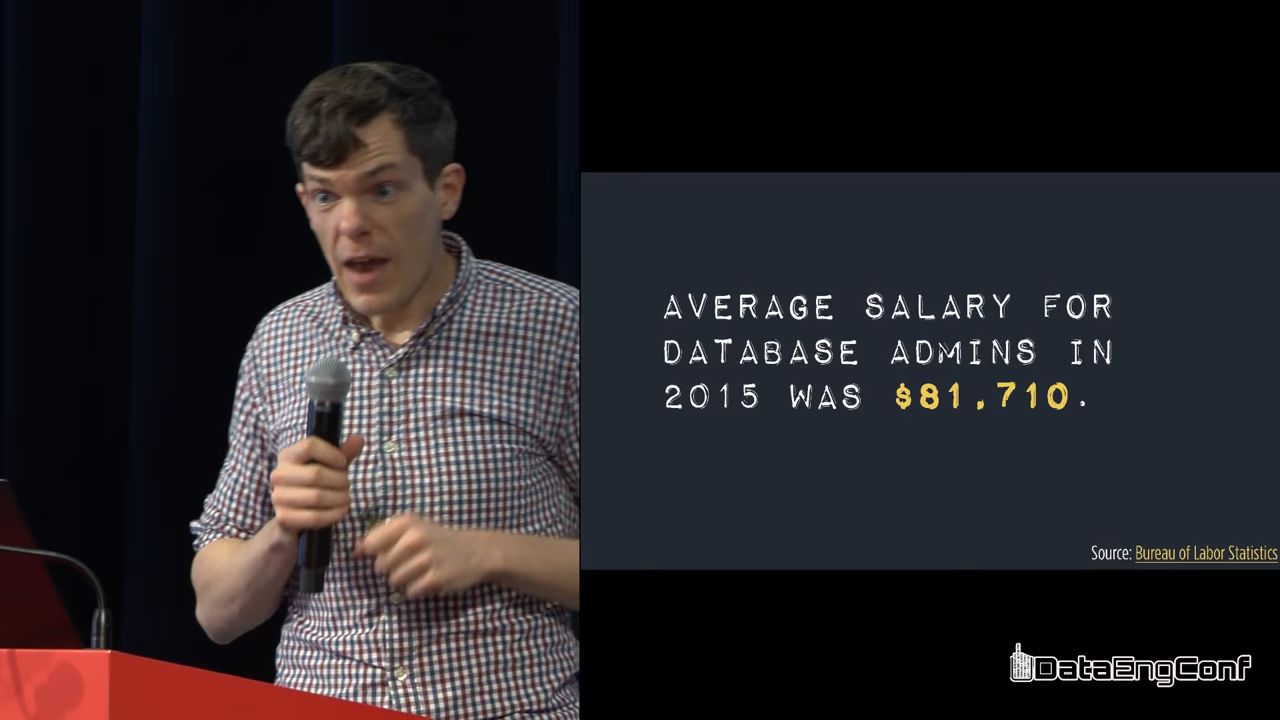 AVERAGE SALARY FOR
DATABASE ADMINS IN
2015 WAS $81,710.
Source: Bureau of Labor Statistics
DataEngConf